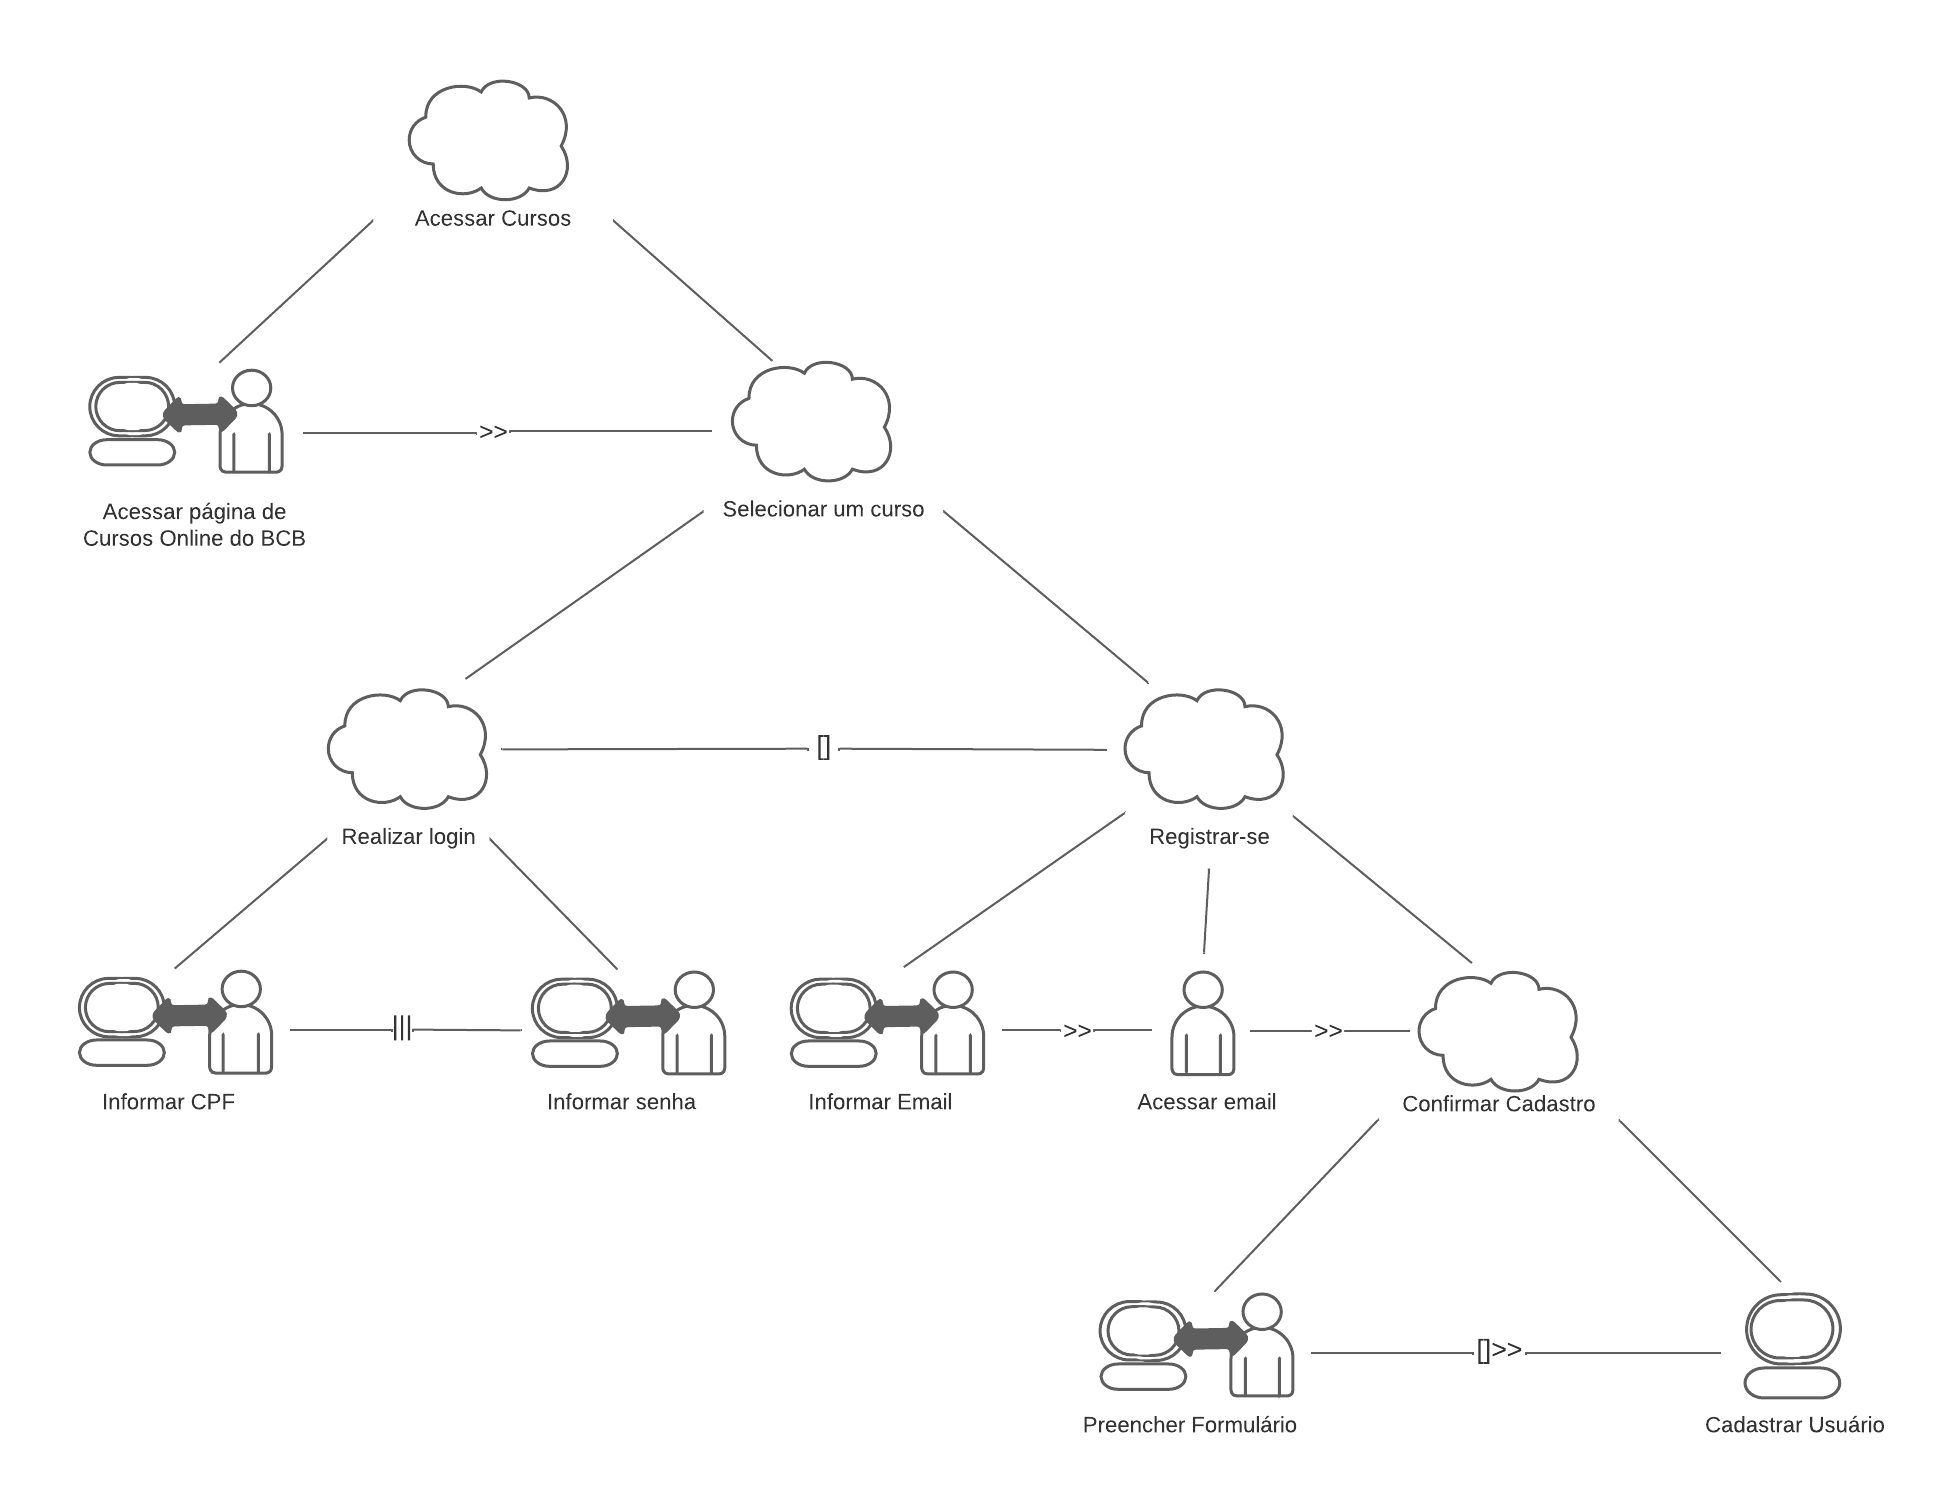 Acessar Cursos
>>
Acessar página de
Cursos Online do BCB
Selecionar um curso
[]
Realizar login
Registrar-se
|||
>>
>>
Informar CPF
Informar senha
Informar Email
Acessar email
Confirmar Cadastro
[]>>
Preencher Formulário
Cadastrar Usuário